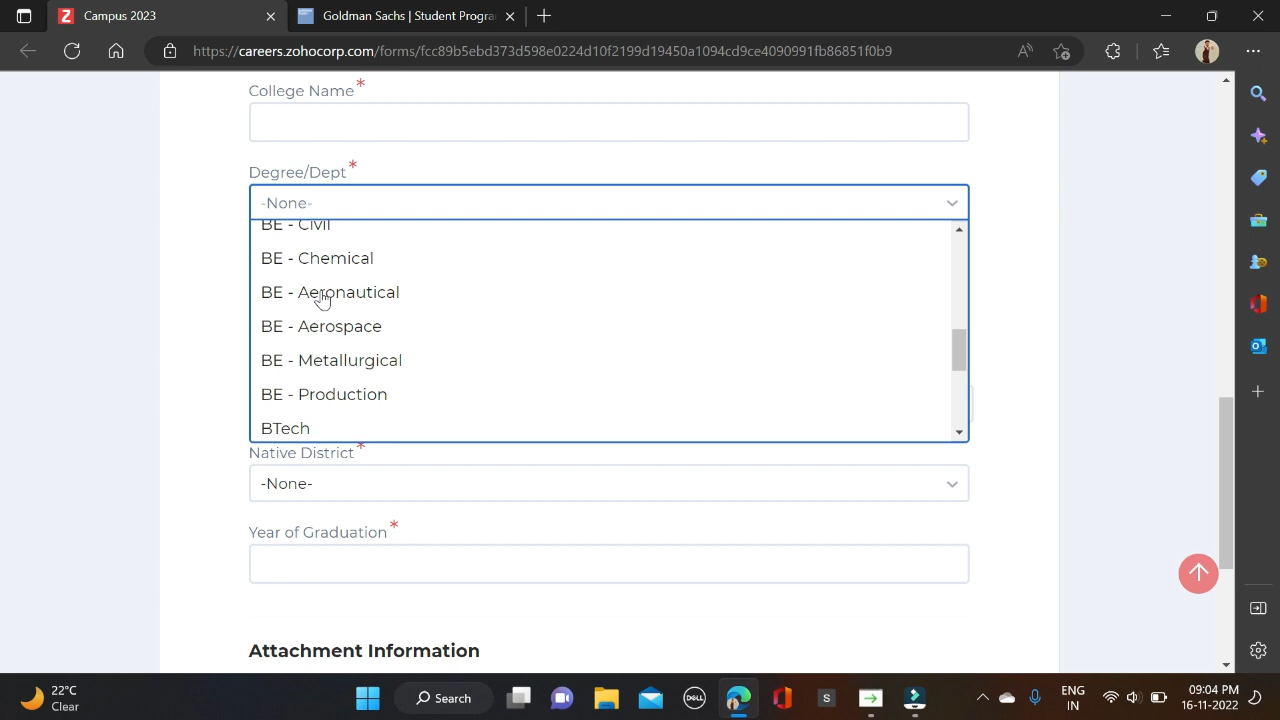 Campus 2023
Goldman Sachs | Student Progra
https://careers.zohocorp.com/forms/fcc89b5ebd373d598e0224d10f2199d19450a1094cd9ce4090991fb86851f0b9
College Name*
Degree/Dept*
-None-
BE - Civil
BE - Chemical
BE - Aeronautical
BE - Aerospace
BE - Metallurgical
BE - Production
BTech
Native District*
-None-
Year of Graduation*
Attachment Information
22°C
Clear
Search
DELL
S
ENG
IN
09:04 PM
16-11-2022